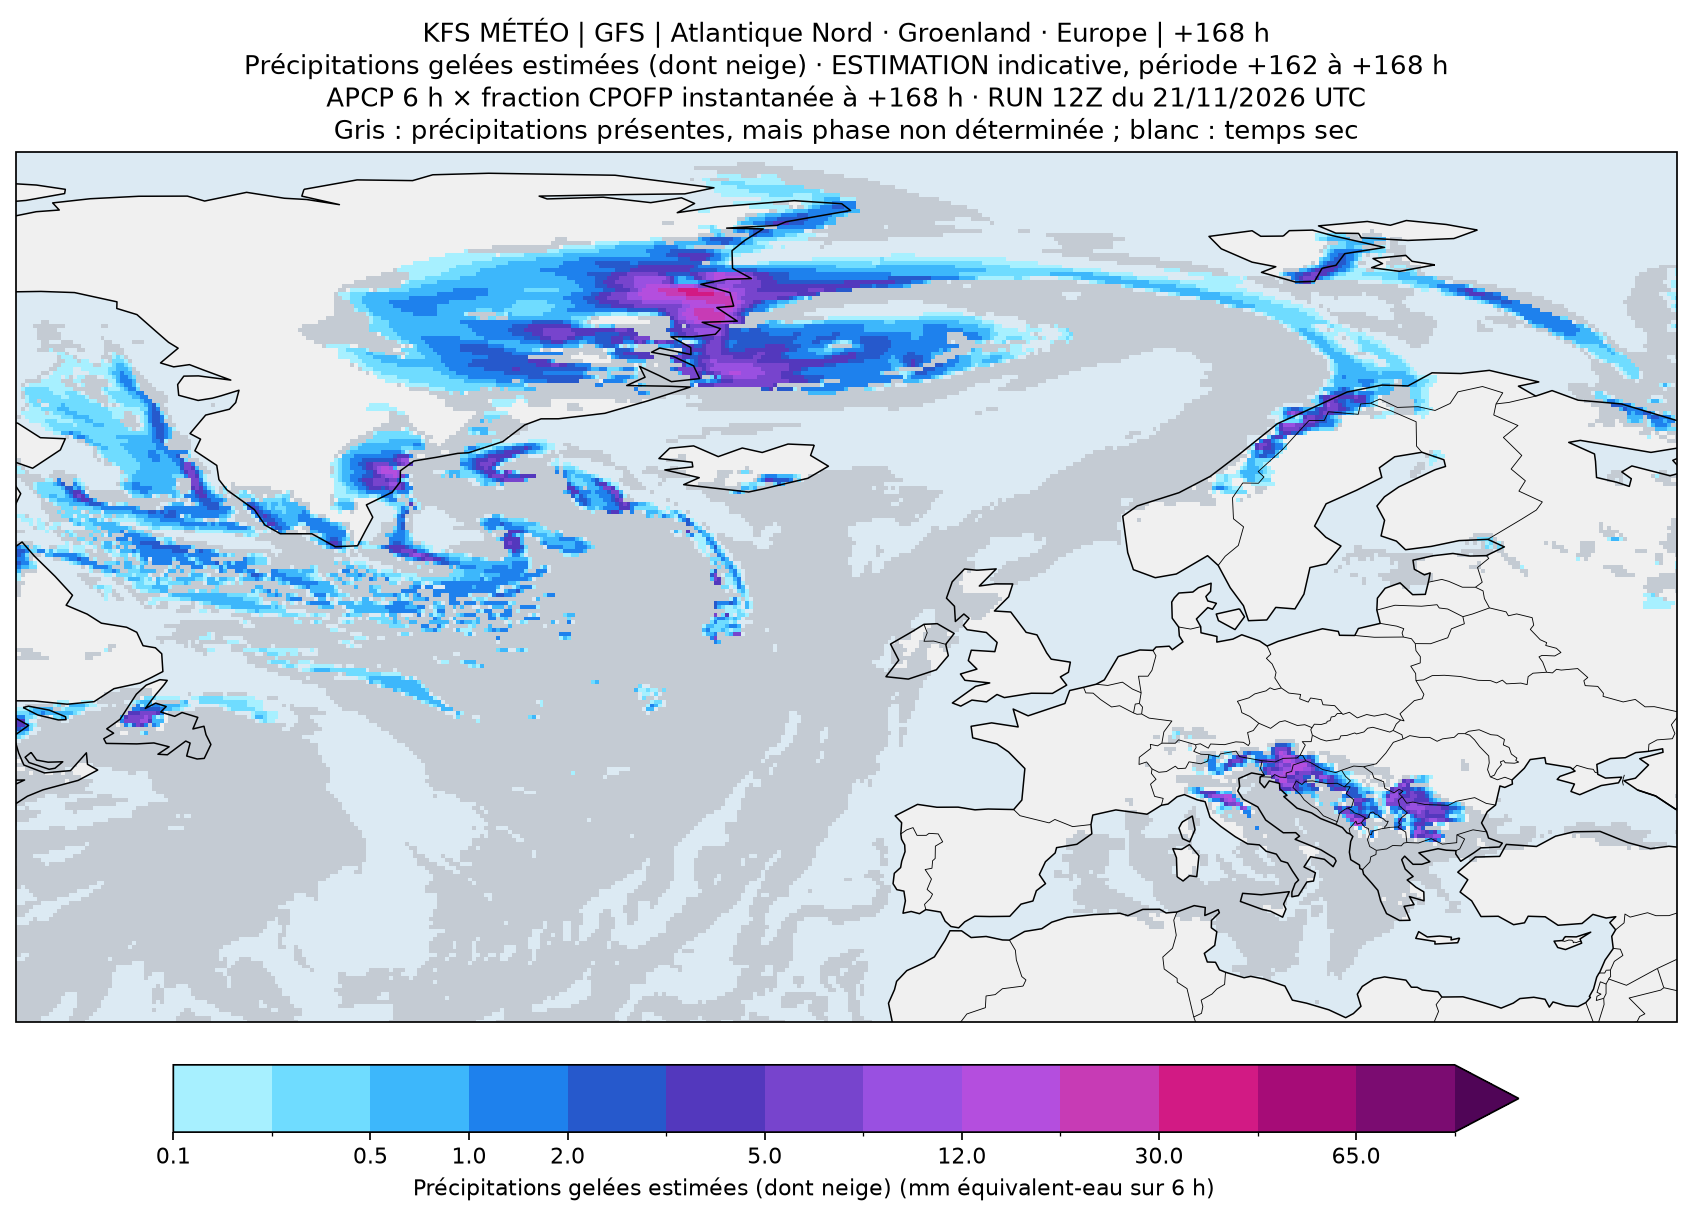 KFS MÉTÉO | GFS | Atlantique Nord · Groenland · Europe | +168 h
Précipitations gelées estimées (dont neige) · ESTIMATION indicative, période +162 à +168 h
APCP 6 h × fraction CPOFP instantanée à +168 h · RUN 12Z du 21/11/2026 UTC
Gris : précipitations présentes, mais phase non déterminée ; blanc : temps sec
0.1 0.5 1.0 2.0 5.0 12.0 30.0 65.0
Précipitations gelées estimées (dont neige) (mm équivalent-eau sur 6 h)